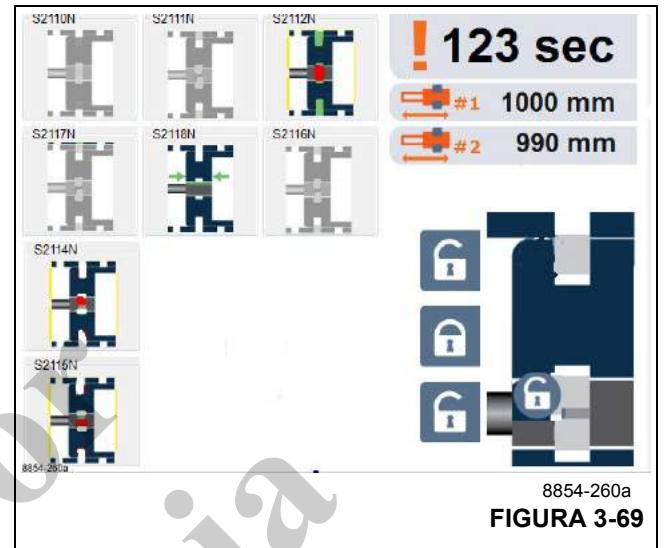 S2110N S2111N S2112N
! 123 sec
#1 1000 mm
#2 990 mm
S2117N S2118N S2116N
S2114N
S2115N
8854-260a
8854-260a
FIGURA 3-69